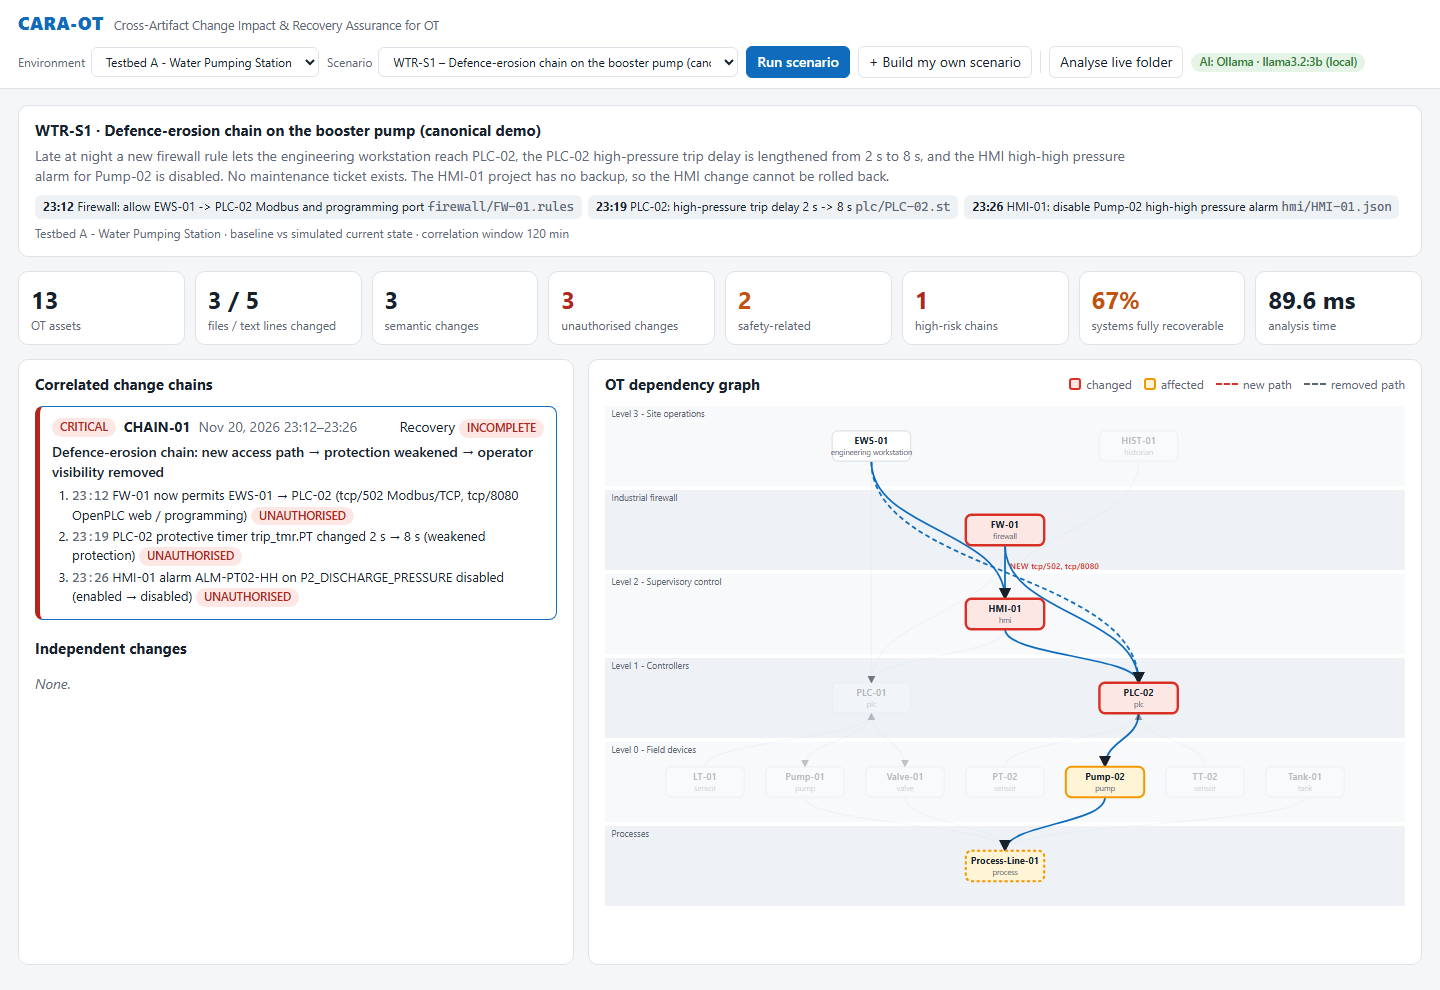 CARA-OT Cross-Artifact Change Impact & Recovery Assurance for OT
Environment Testbed A - Water Pumping Station Scenario WTR-S1 – Defence-erosion chain on the booster pump (canc Run scenario + Build my own scenario Analyse live folder AI: Ollama · llama3.2:3b (local)
WTR-S1 · Defence-erosion chain on the booster pump (canonical demo)
Late at night a new firewall rule lets the engineering workstation reach PLC-02, the PLC-02 high-pressure trip delay is lengthened from 2 s to 8 s, and the HMI high-high pressure
alarm for Pump-02 is disabled. No maintenance ticket exists. The HMI-01 project has no backup, so the HMI change cannot be rolled back.
23:12 Firewall: allow EWS-01 -> PLC-02 Modbus and programming port firewall/FW-01.rules 23:19 PLC-02: high-pressure trip delay 2 s -> 8 s plc/PLC-02.st 23:26 HMI-01: disable Pump-02 high-high pressure alarm hmi/HMI-01.json
Testbed A - Water Pumping Station · baseline vs simulated current state · correlation window 120 min
13
OT assets
3 / 5
files / text lines changed
3
semantic changes
3
unauthorised changes
2
safety-related
1
high-risk chains
67%
systems fully recoverable
89.6 ms
analysis time
Correlated change chains
CRITICAL CHAIN-01 Nov 20, 2026 23:12–23:26 Recovery INCOMPLETE
Defence-erosion chain: new access path → protection weakened → operator
visibility removed
1. 23:12 FW-01 now permits EWS-01 → PLC-02 (tcp/502 Modbus/TCP, tcp/8080
OpenPLC web / programming) UNAUTHORISED
2. 23:19 PLC-02 protective timer trip_tmr.PT changed 2 s → 8 s (weakened
protection) UNAUTHORISED
3. 23:26 HMI-01 alarm ALM-PT02-HH on P2_DISCHARGE_PRESSURE disabled
(enabled → disabled) UNAUTHORISED
Independent changes
None.
OT dependency graph changed affected new path removed path
Level 3 - Site operations
EWS-01
engineering workstation
HIST-01
historian
Industrial firewall
FW-01
firewall
NEW tcp/502, tcp/8080
Level 2 - Supervisory control
HMI-01
hmi
Level 1 - Controllers
PLC-01
plc
PLC-02
plc
Level 0 - Field devices
LT-01
sensor
Pump-01
pump
Valve-01
valve
PT-02
sensor
Pump-02
pump
TT-02
sensor
Tank-01
tank
Processes
Process-Line-01
process